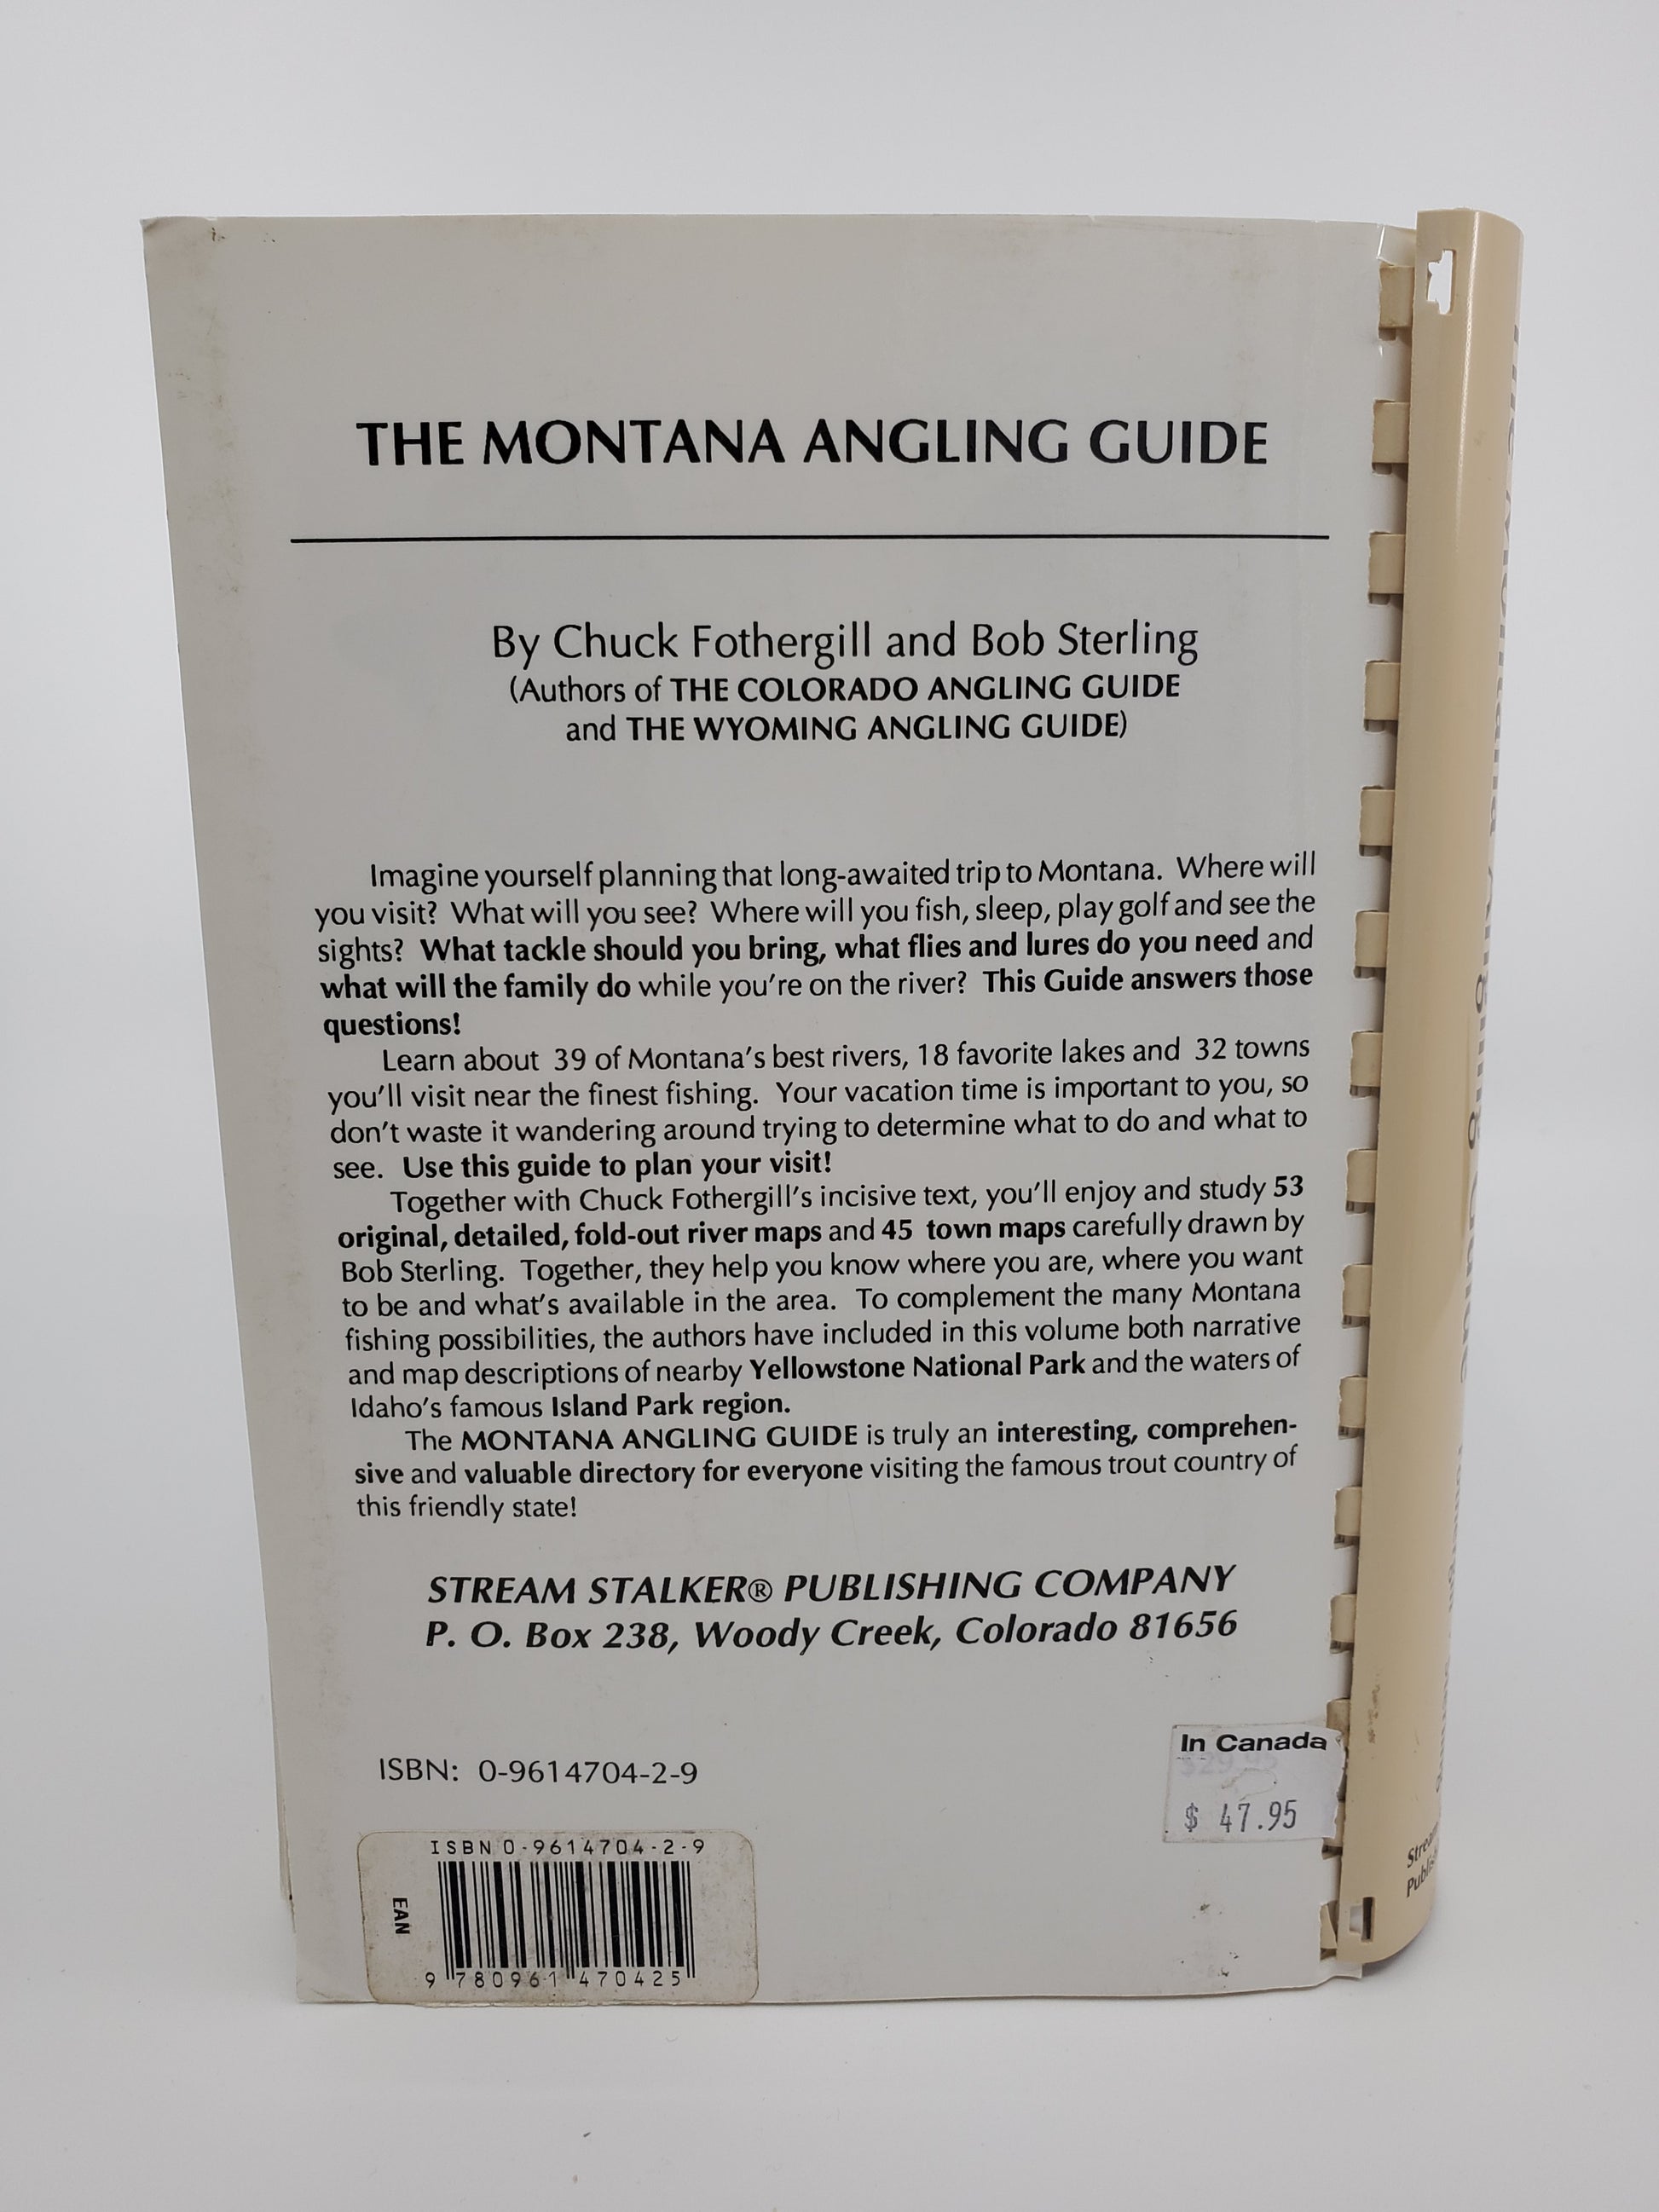 THE MONTANA ANGLING GUIDE
By Chuck Fothergill and Bob Sterling
(Authors of THE COLORADO ANGLING GUIDE
and THE WYOMING ANGLING GUIDE)
Imagine yourself planning that long-awaited trip to Montana. Where will
you visit? What will you see? Where will you fish, sleep, play golf and see the
sights? What tackle should you bring, what flies and lures do you need and
what will the family do while you're on the river? This Guide answers those
questions!
Learn about 39 of Montana's best rivers, 18 favorite lakes and 32 towns
you'll visit near the finest fishing. Your vacation time is important to you, so
don't waste it wandering around trying to determine what to do and what to
see. Use this guide to plan your visit!
Together with Chuck Fothergill's incisive text, you'll enjoy and study 53
original, detailed, fold-out river maps and 45 town maps carefully drawn by
Bob Sterling. Together, they help you know where you are, where you want
to be and what's available in the area. To complement the many Montana
fishing possibilities, the authors have included in this volume both narrative
and map descriptions of nearby Yellowstone National Park and the waters of
Idaho's famous Island Park region.
The MONTANA ANGLING GUIDE is truly an interesting, comprehen-
sive and valuable directory for everyone visiting the famous trout country of
this friendly state!
STREAM STALKER® PUBLISHING COMPANY
P. O. Box 238, Woody Creek, Colorado 81656
ISBN: 0-9614704-2-9
In Canada
$29.95
$ 47.95
ISBN 0-9614704-2-9
EAN
9 780961 470425
The Montana Angling Guide